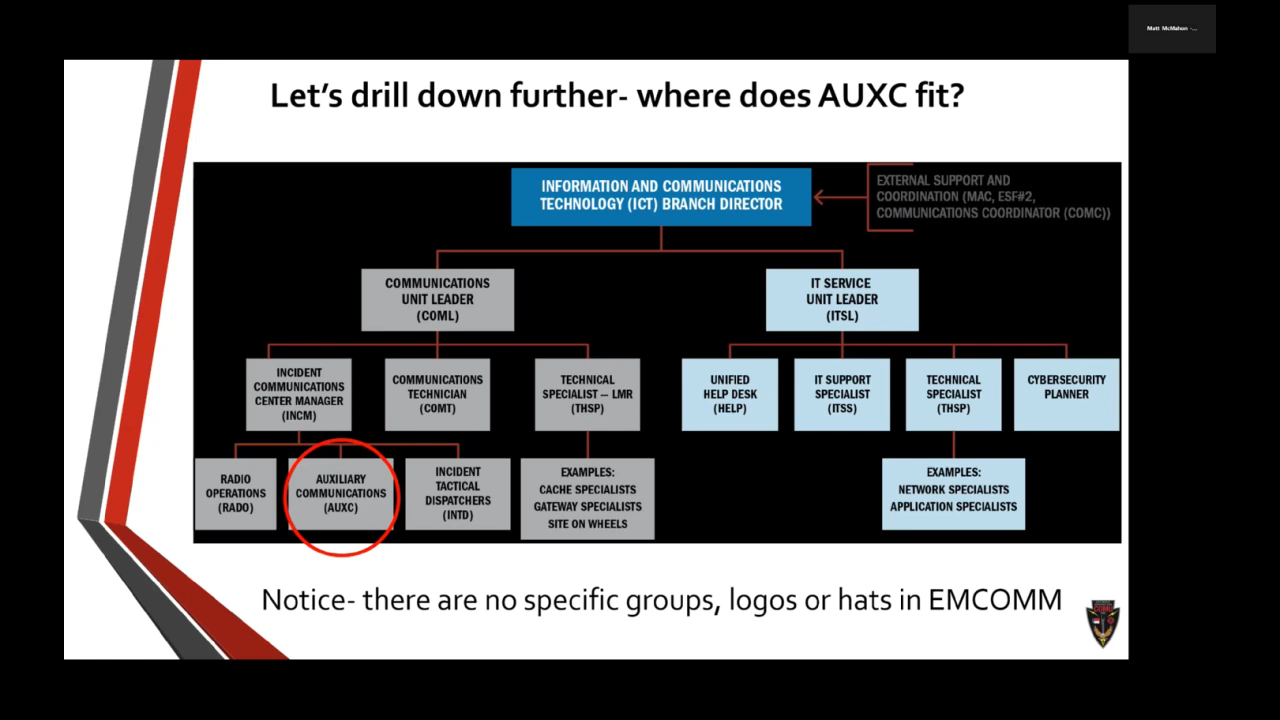 Matt McMahon -...
Let's drill down further- where does AUXC fit?
INFORMATION AND COMMUNICATIONS
TECHNOLOGY (ICT) BRANCH DIRECTOR
EXTERNAL SUPPORT AND
COORDINATION (MAC, ESF#2,
COMMUNICATIONS COORDINATOR (COMC))
COMMUNICATIONS
UNIT LEADER
(COML)
IT SERVICE
UNIT LEADER
(ITSL)
INCIDENT
COMMUNICATIONS
CENTER MANAGER
(INCM)
COMMUNICATIONS
TECHNICIAN
(COMT)
TECHNICAL
SPECIALIST — LMR
(THSP)
UNIFIED
HELP DESK
(HELP)
IT SUPPORT
SPECIALIST
(ITSS)
TECHNICAL
SPECIALIST
(THSP)
CYBERSECURITY
PLANNER
RADIO
OPERATIONS
(RADO)
AUXILIARY
COMMUNICATIONS
(AUXC)
INCIDENT
TACTICAL
DISPATCHERS
(INTD)
EXAMPLES:
CACHE SPECIALISTS
GATEWAY SPECIALISTS
SITE ON WHEELS
EXAMPLES:
NETWORK SPECIALISTS
APPLICATION SPECIALISTS
Notice- there are no specific groups, logos or hats in EMCOMM